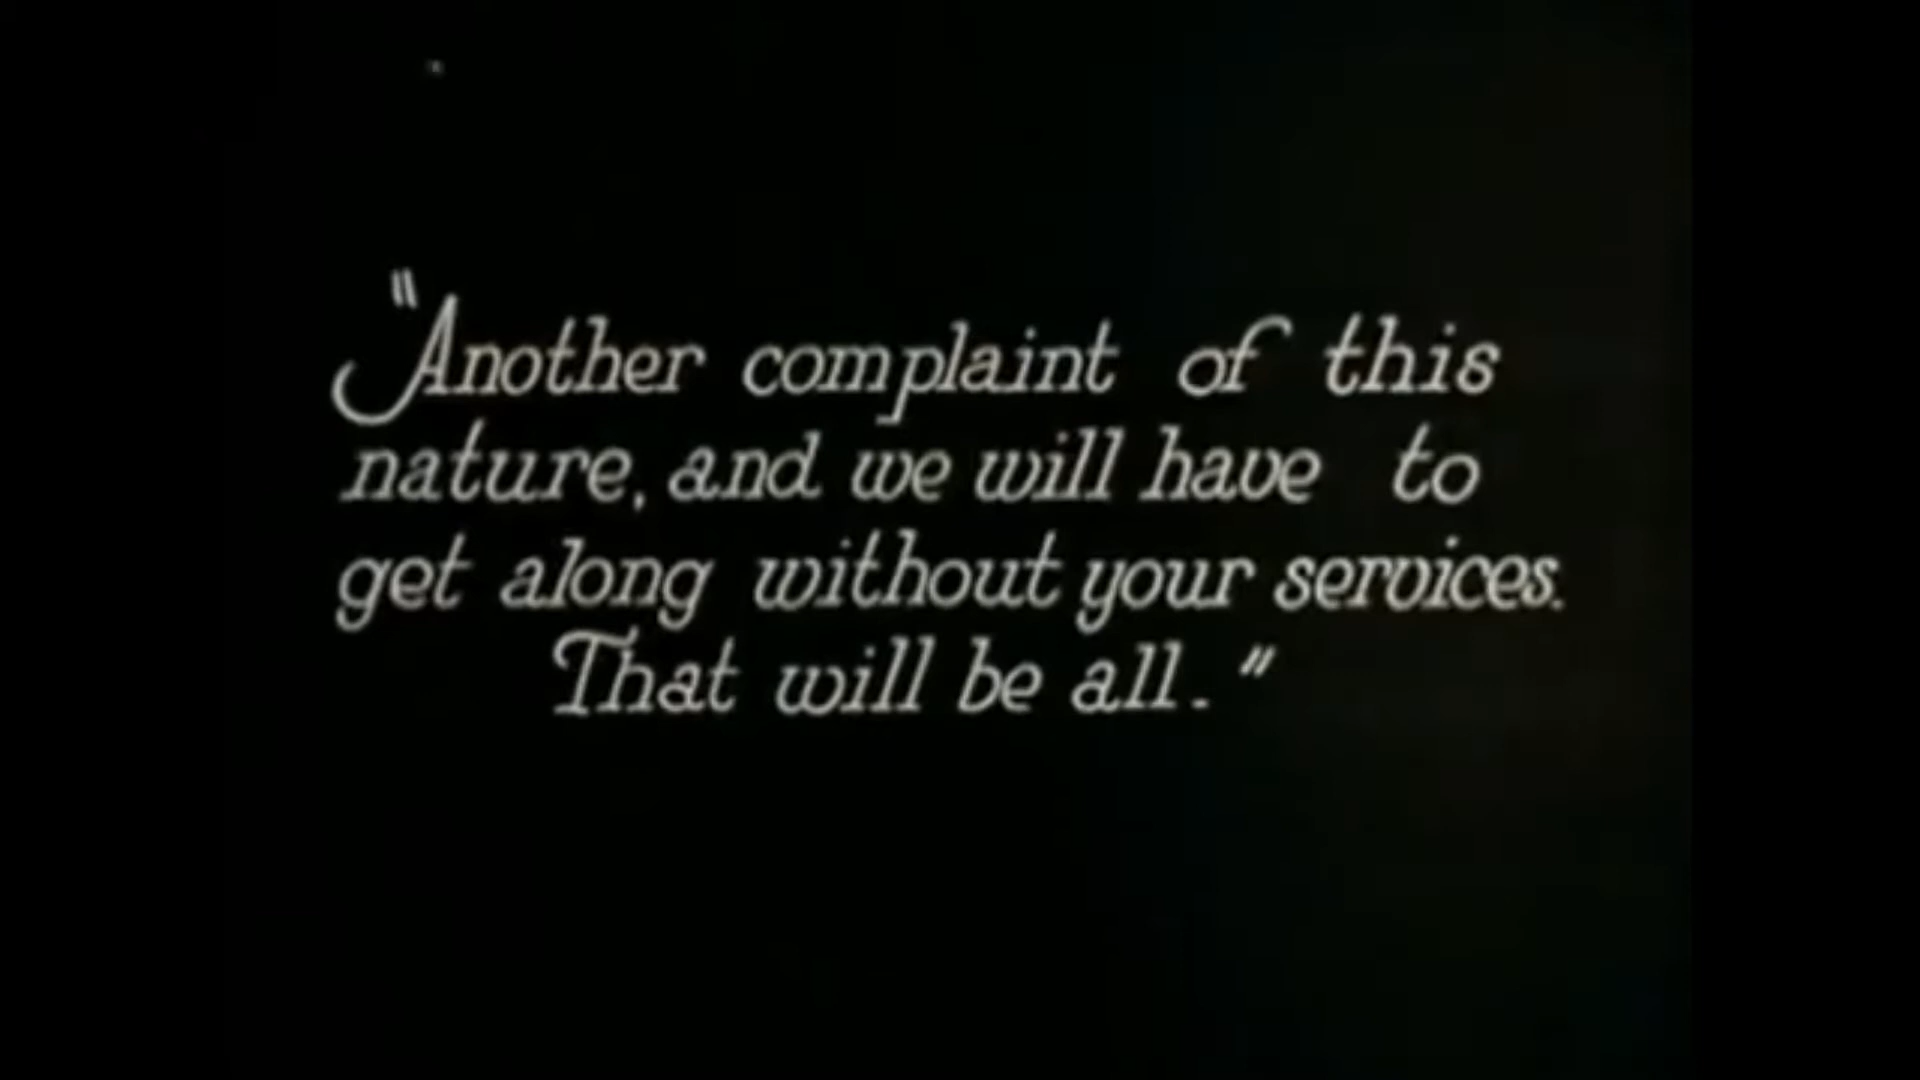 "Another complaint of this
nature, and we will have to
get along without your services.
That will be all."